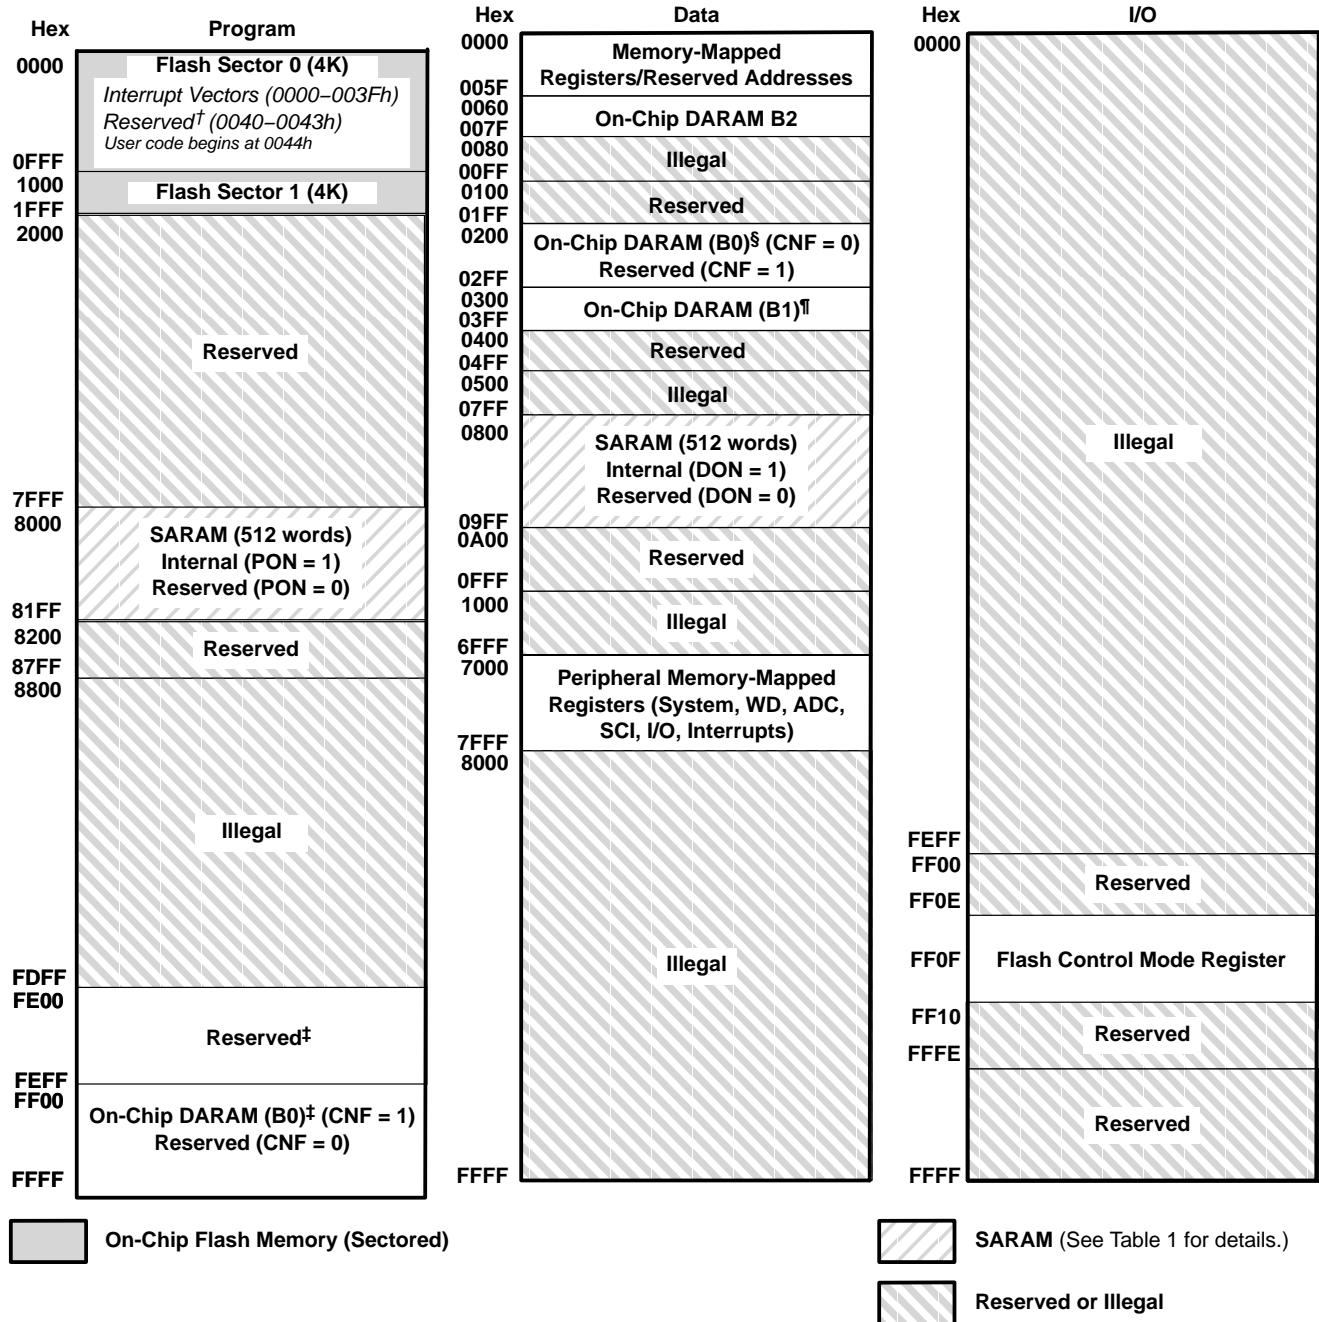 Hex Program
0000
Flash Sector 0 (4K)
Interrupt Vectors (0000–003Fh)
Reserved† (0040–0043h)
User code begins at 0044h
0FFF
1000
Flash Sector 1 (4K)
1FFF
2000
Reserved
7FFF
8000
SARAM (512 words)
Internal (PON = 1)
Reserved (PON = 0)
81FF
8200
Reserved
87FF
8800
Illegal
FDFF
FE00
Reserved‡
FEFF
FF00
On-Chip DARAM (B0)‡ (CNF = 1)
Reserved (CNF = 0)
FFFF
Hex Data
0000
Memory-Mapped
Registers/Reserved Addresses
005F
0060
On-Chip DARAM B2
007F
0080
Illegal
00FF
0100
Reserved
01FF
0200
On-Chip DARAM (B0)§ (CNF = 0)
Reserved (CNF = 1)
02FF
0300
On-Chip DARAM (B1)¶
03FF
0400
Reserved
04FF
0500
Illegal
07FF
0800
SARAM (512 words)
Internal (DON = 1)
Reserved (DON = 0)
09FF
0A00
Reserved
0FFF
1000
Illegal
6FFF
7000
Peripheral Memory-Mapped
Registers (System, WD, ADC,
SCI, I/O, Interrupts)
7FFF
8000
Illegal
FFFF
Hex I/O
0000
Illegal
FEFF
FF00
Reserved
FF0E
FF0F Flash Control Mode Register
FF10
Reserved
FFFE
Reserved
FFFF
On-Chip Flash Memory (Sectored)
SARAM (See Table 1 for details.)
Reserved or Illegal